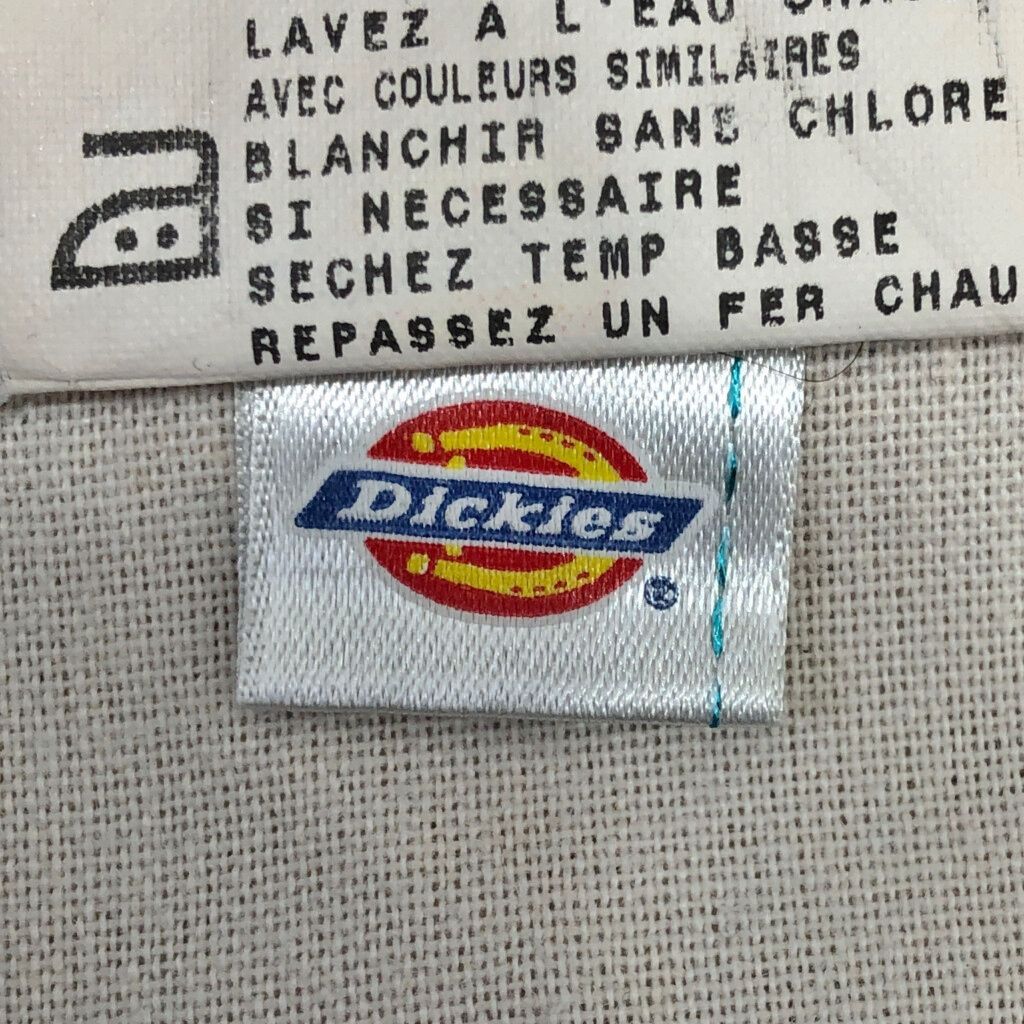 LAVEZ A L'EAU
AVEC COULEURS SIMILAIRES
BLANCHIR SANS CHLORE
SI NECESSAIRE
SECHEZ TEMP BASSE
REPASSEZ UN FER CHAU
Dickies
®